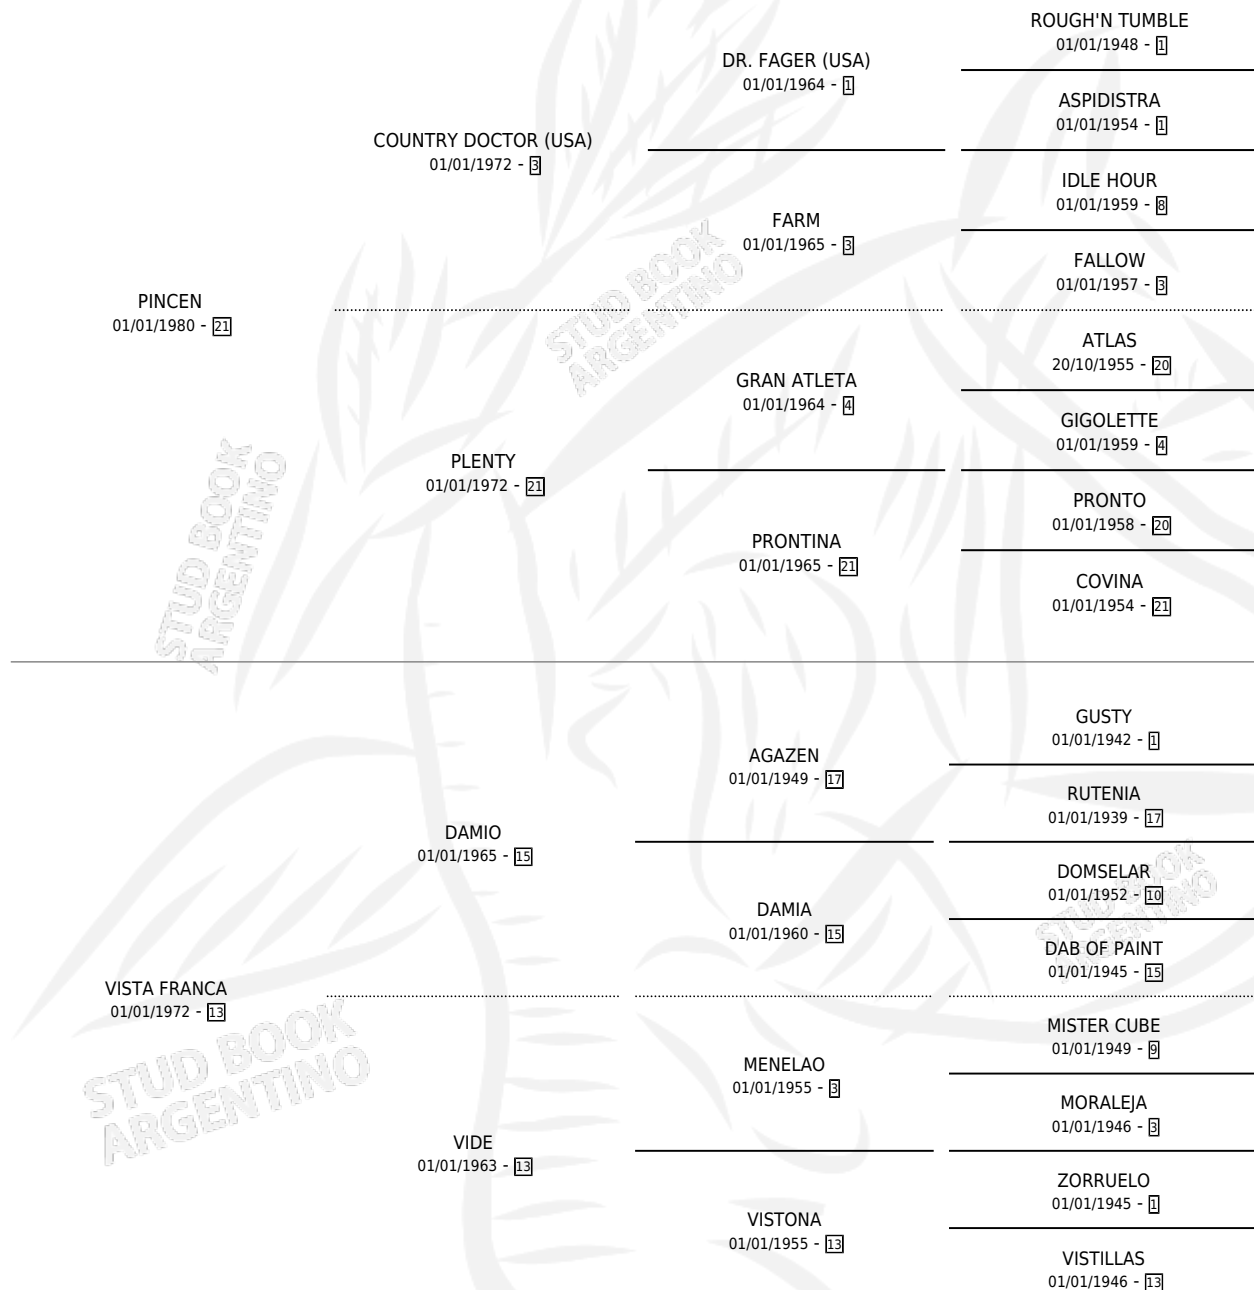 ROUGH'N TUMBLE
01/01/1948 - 1
DR. FAGER (USA)
01/01/1964 - 1
ASPIDISTRA
01/01/1954 - 1
COUNTRY DOCTOR (USA)
01/01/1972 - 3
IDLE HOUR
01/01/1959 - 8
FARM
01/01/1965 - 3
FALLOW
01/01/1957 - 3
PINCEN
01/01/1980 - 21
ATLAS
20/10/1955 - 20
GRAN ATLETA
01/01/1964 - 4
GIGOLETTE
01/01/1959 - 4
PLENTY
01/01/1972 - 21
PRONTO
01/01/1958 - 20
PRONTINA
01/01/1965 - 21
COVINA
01/01/1954 - 21
GUSTY
01/01/1942 - 1
AGAZEN
01/01/1949 - 17
RUTENIA
01/01/1939 - 17
DAMIO
01/01/1965 - 15
DOMSELAR
01/01/1952 - 10
DAMIA
01/01/1960 - 15
DAB OF PAINT
01/01/1945 - 15
VISTA FRANCA
01/01/1972 - 13
MISTER CUBE
01/01/1949 - 9
MENELAO
01/01/1955 - 3
MORALEJA
01/01/1946 - 3
VIDE
01/01/1963 - 13
ZORRUELO
01/01/1945 - 1
VISTONA
01/01/1955 - 13
VISTILLAS
01/01/1946 - 13
STUD BOOK
ARGENTINO
STUD BOOK
ARGENTINO
STUD BOOK
ARGENTINO
STUD BOOK
ARGENTINO